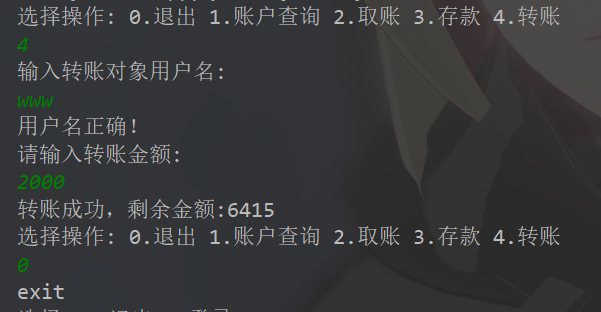 选择操作: 0.退出 1.账户查询 2.取账 3.存款 4.转账
4
输入转账对象用户名:
www
用户名正确!
请输入转账金额:
2000
转账成功，剩余金额:6415
选择操作: 0.退出 1.账户查询 2.取账 3.存款 4.转账
0
exit